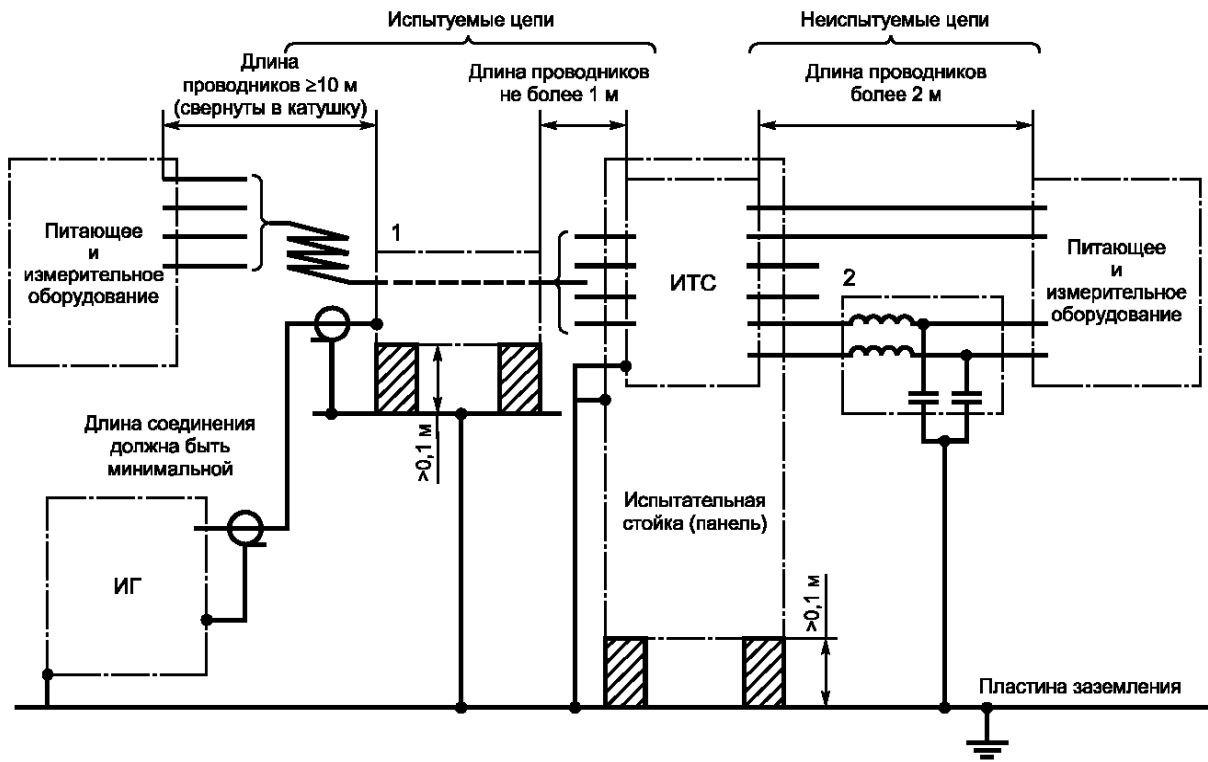 Испытуемые цепи
Неиспытуемые цепи
Длина
проводников ≥10 м
(свернуты в катушку)
Длина проводников
не более 1 м
Длина проводников
более 2 м
Питающее
и
измерительное
оборудование
1
ИТС
2
Питающее
и
измерительное
оборудование
Длина соединения
должна быть
минимальной
>0,1 м
Испытательная
стойка (панель)
ИГ
>0,1 м
Пластина заземления